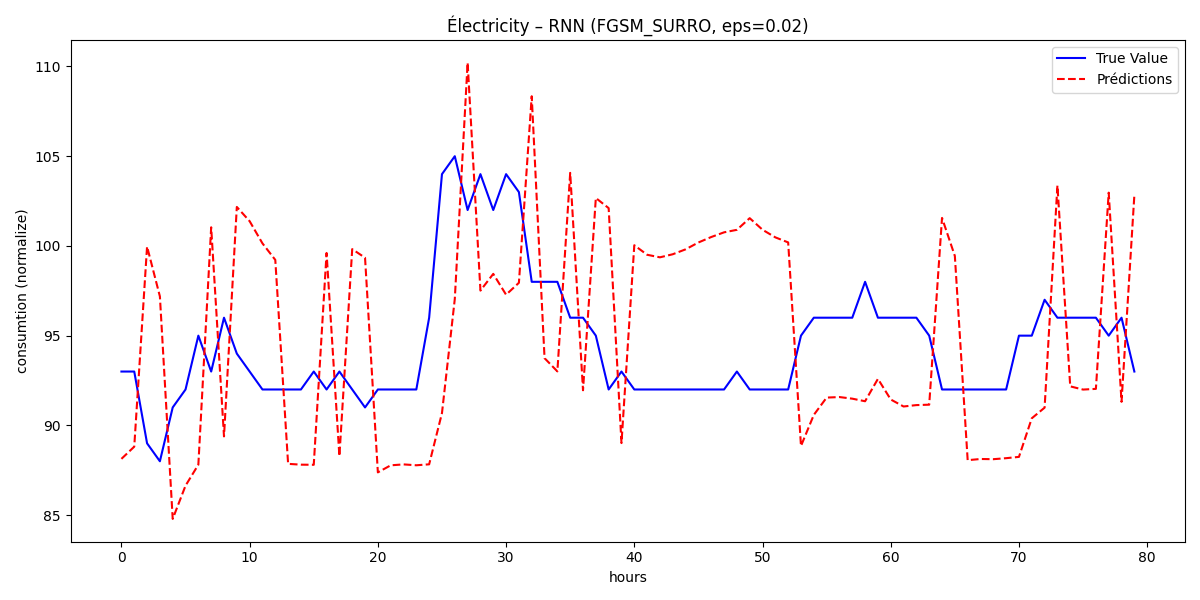 Électricity – RNN (FGSM_SURRO, eps=0.02)
True Value
Prédictions
consumtion (normalize)
110
105
100
95
90
85
0 10 20 30 40 50 60 70 80
hours